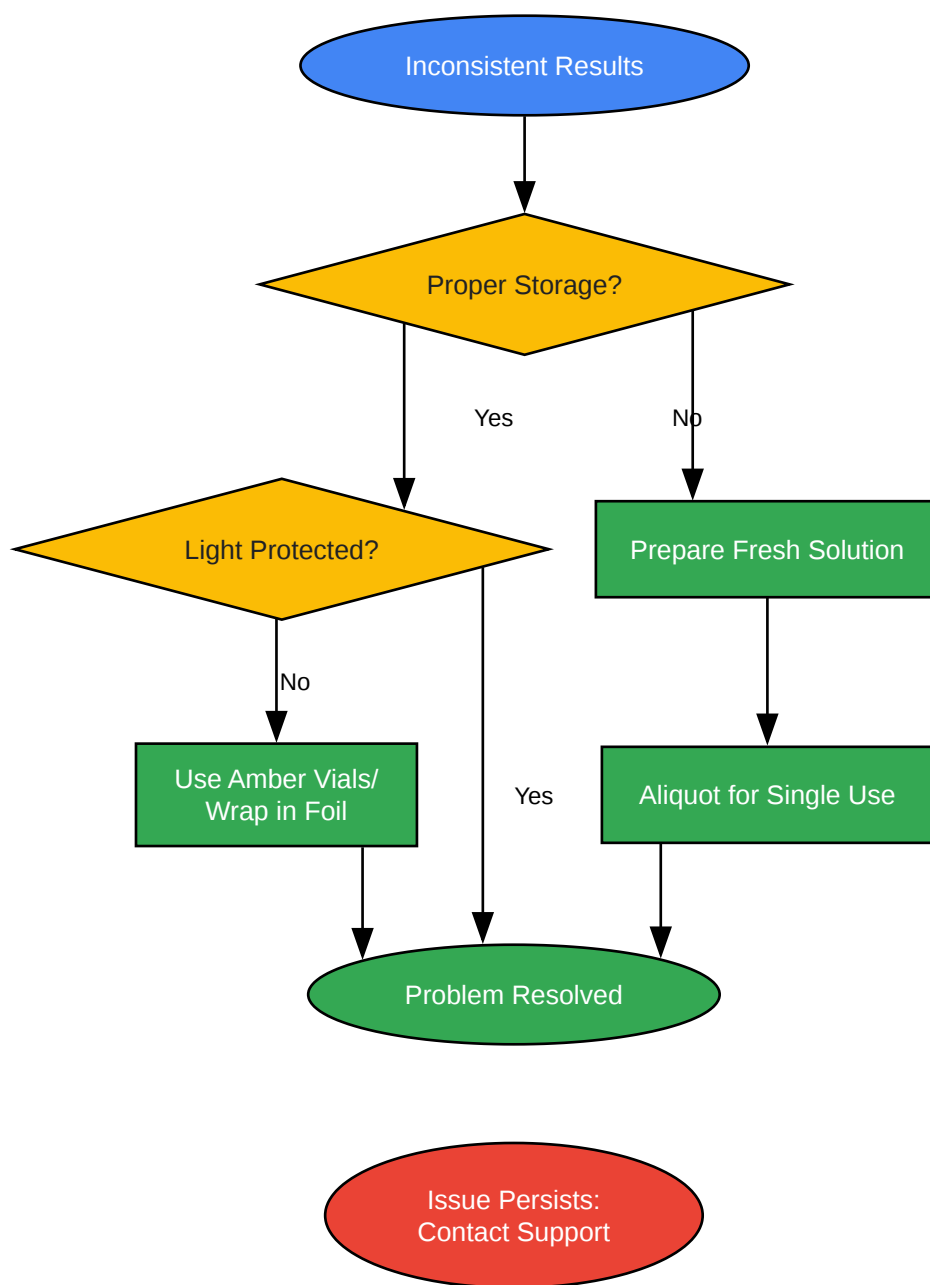 Inconsistent Results
Proper Storage?
Yes
No
Light Protected?
Prepare Fresh Solution
No
Use Amber Vials/
Wrap in Foil
Yes
Aliquot for Single Use
Problem Resolved
Issue Persists:
Contact Support